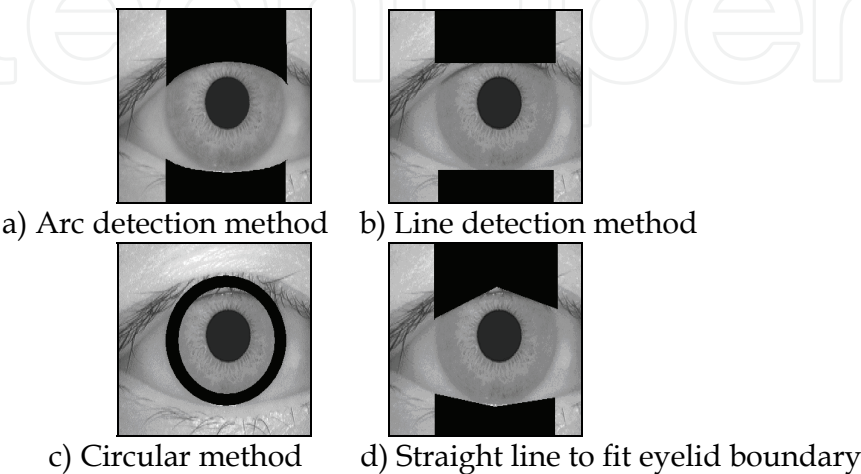 a) Arc detection method b) Line detection method
c) Circular method d) Straight line to fit eyelid boundary